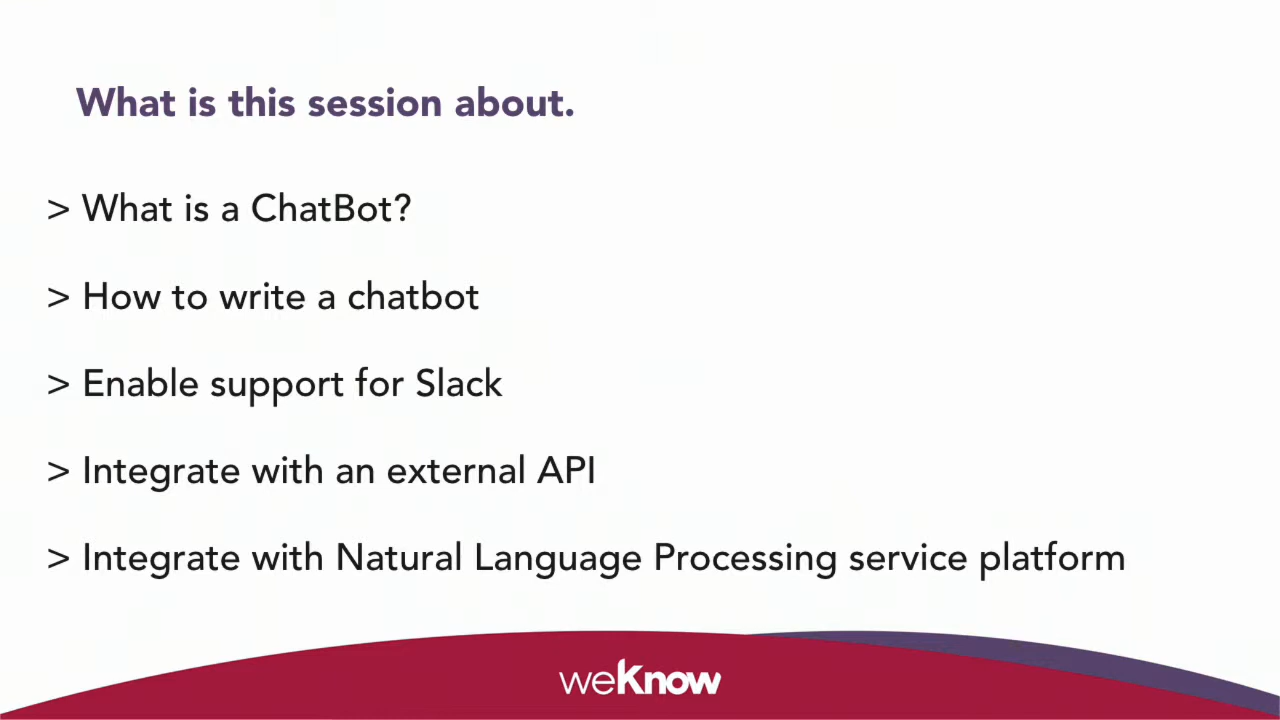 What is this session about.
> What is a ChatBot?
> How to write a chatbot
> Enable support for Slack
> Integrate with an external API
> Integrate with Natural Language Processing service platform
weKnow